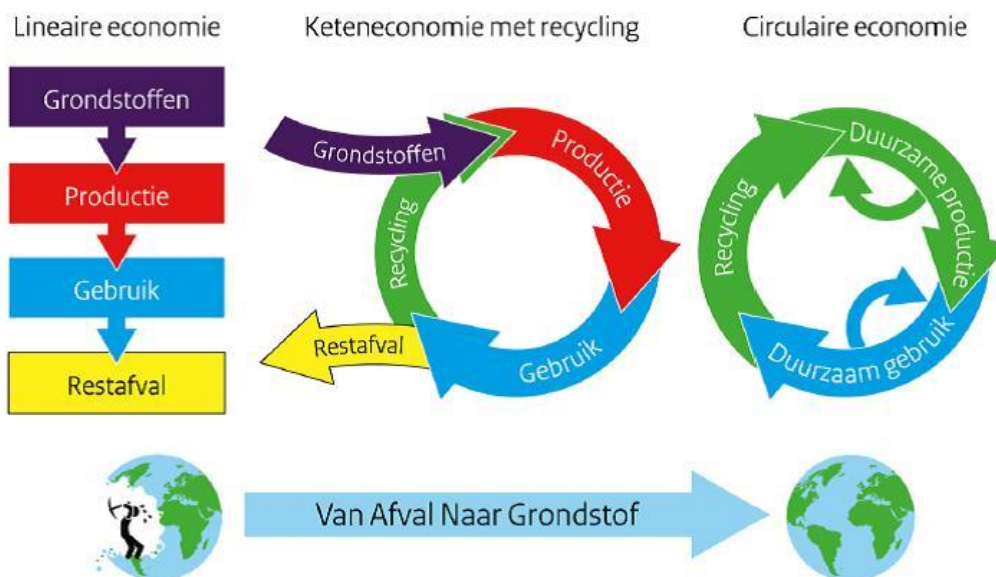 Lineaire economie
Keteneconomie met recycling
Circulaire economie
Grondstoffen
Productie
Gebruik
Restafval
Grondstoffen
Productie
Recycling
Restafval
Gebruik
Recycling
Duurzame productie
Duurzaam gebruik
Van Afval Naar Grondstof